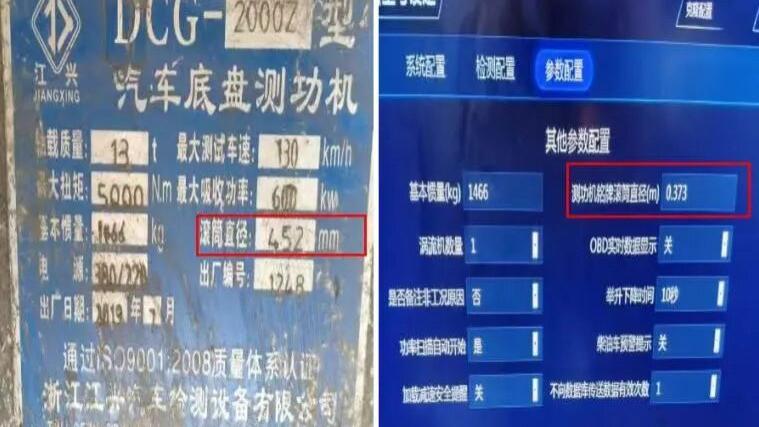 DCG-2000Z型
江兴
JIANGXING
汽车底盘测功机
载质量: 13 t 最大测试车速: 130 km/h
大扭矩: 5000 Nm 最大吸收功率: 600 kw
基本惯量: 1466 kg 滚筒直径: 452 mm
电 源: 380/220 出厂编号: 1248
出厂日期: 2019年 月
通过ISO9001:2008质量体系认证
浙江江兴汽车检测设备有限公司
克隆配置
系统配置 检测配置 参数配置
其他参数配置
基本惯量(kg) 1466 测功机铭牌滚筒直径(m) 0.373
涡流机数量 1 OBD实时数据显示 关
是否备注非工况原因 否 举升下降时间 10秒
功率扫描自动开始 是 柴油车预警提示 关
加载减速安全提醒 关 不向数据库传送数据有效次数 1